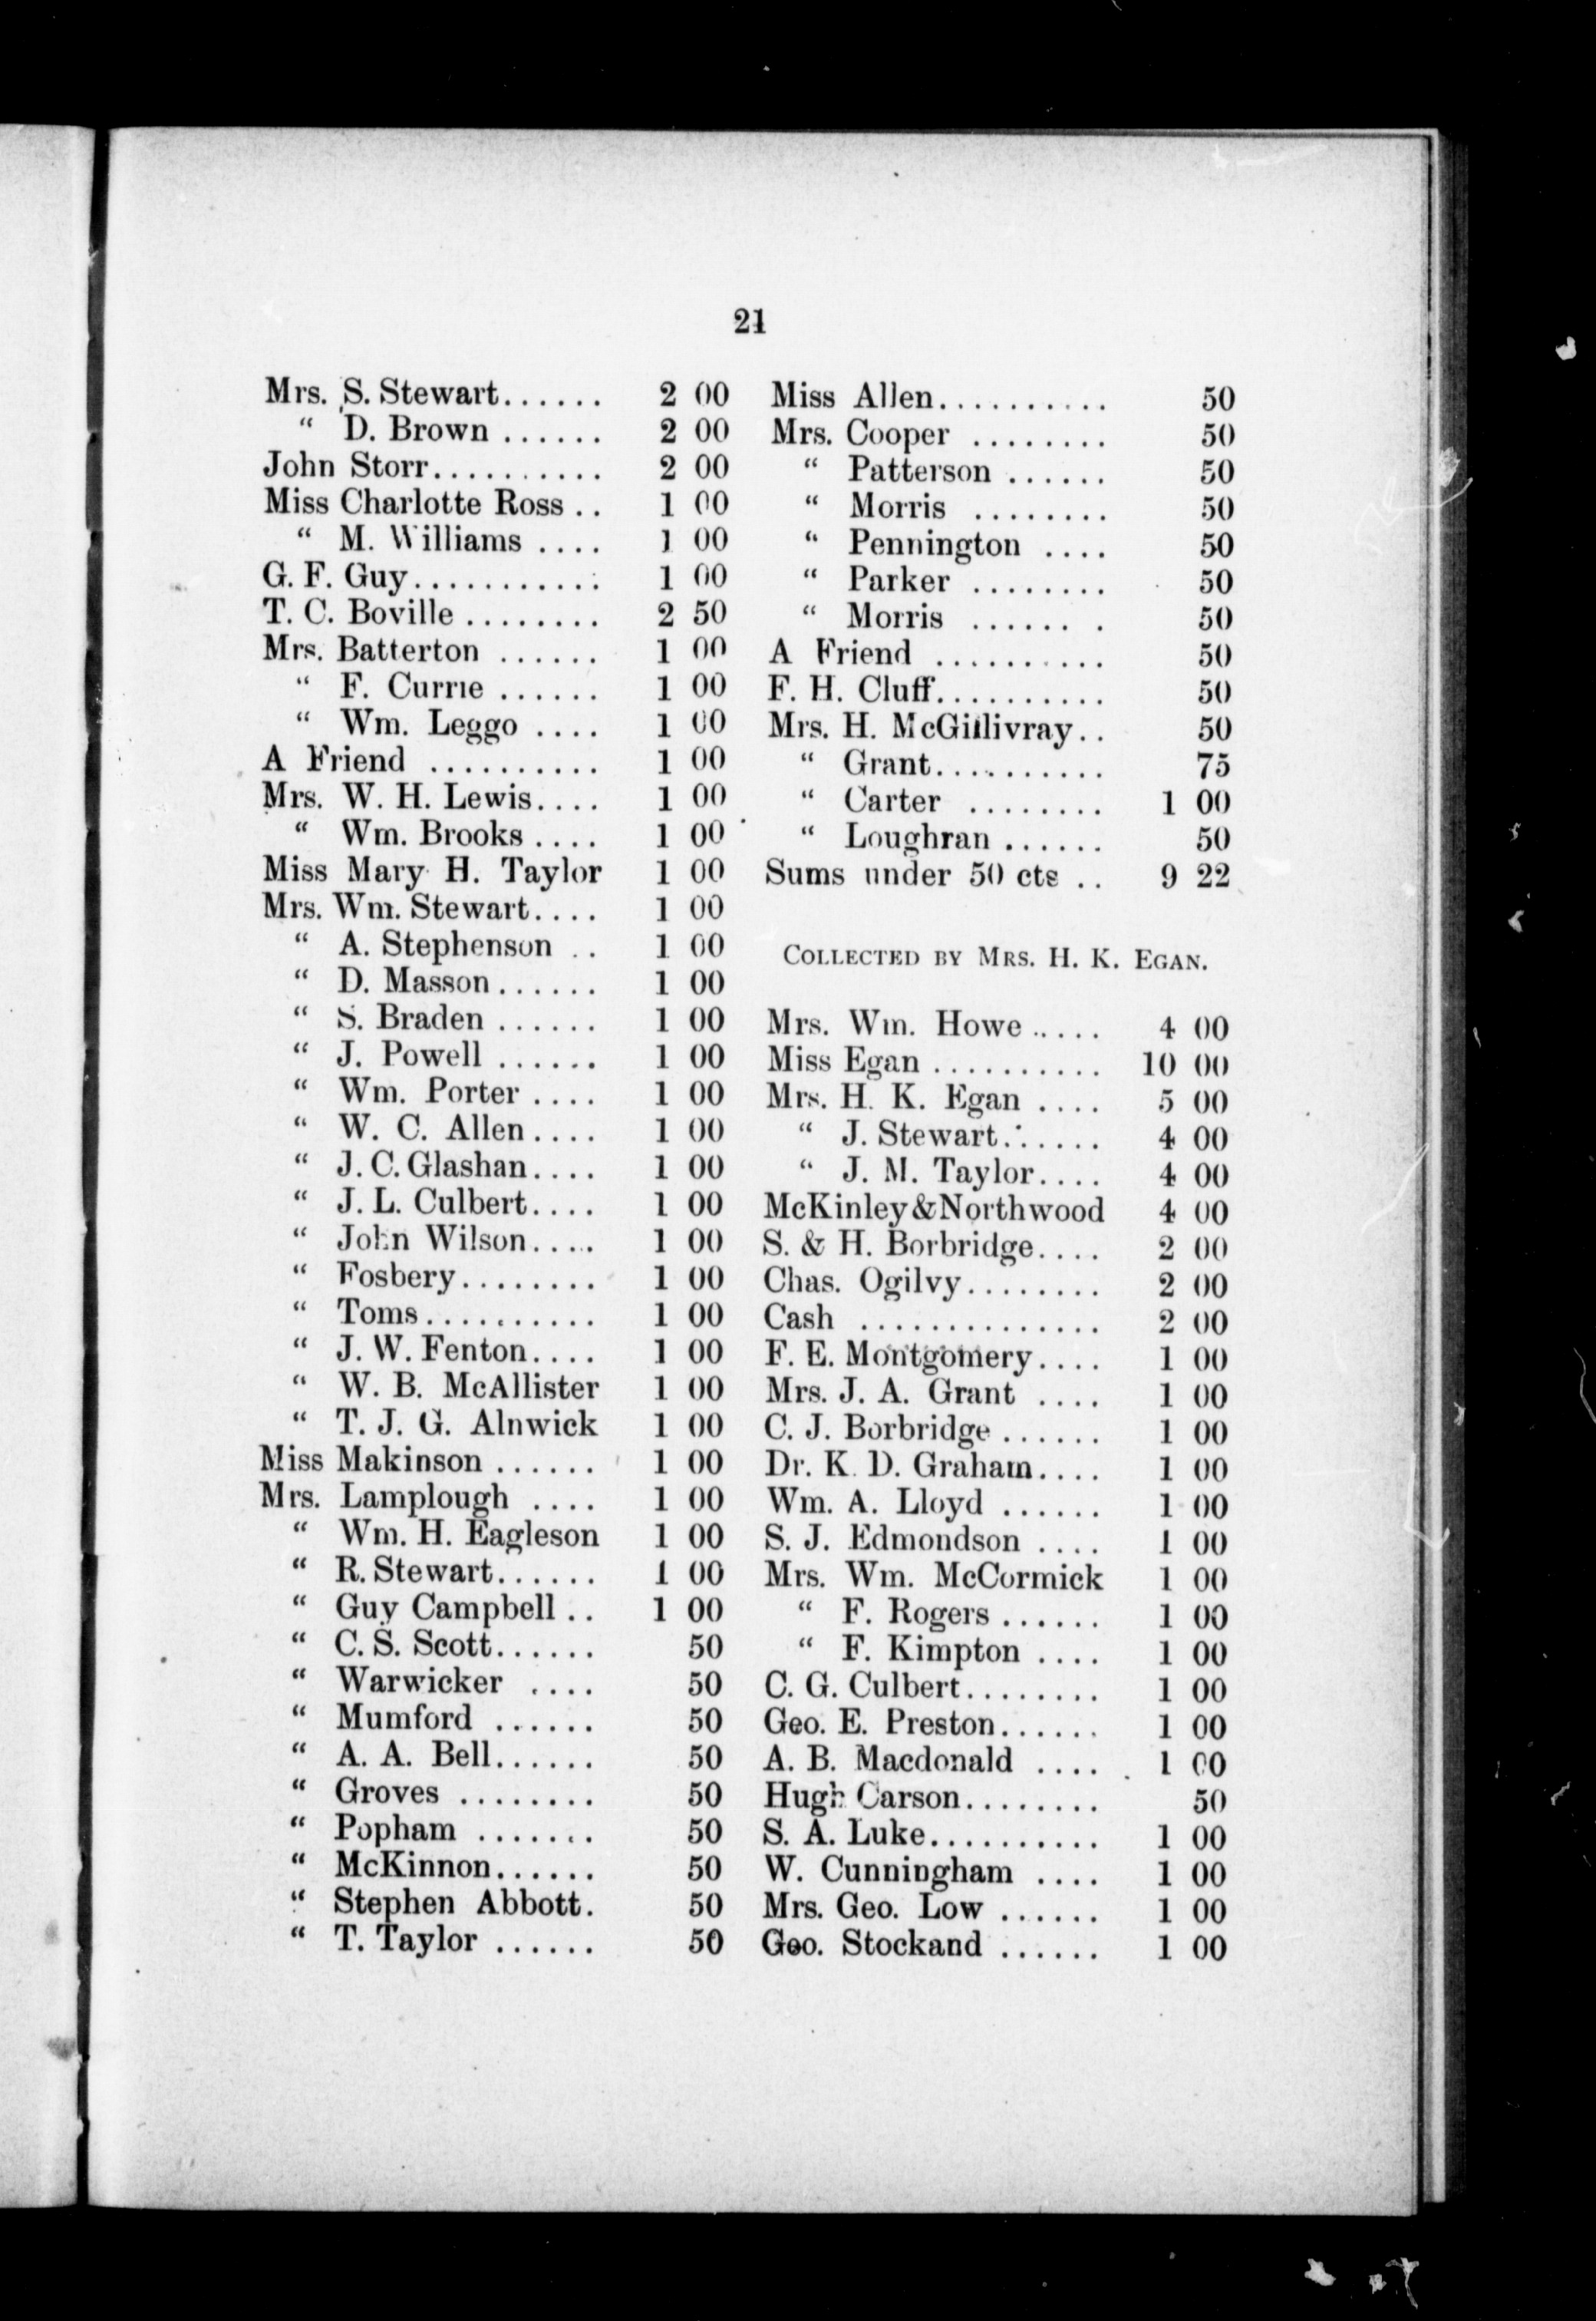 21
Mrs. S. Stewart...... 2 00
“ D. Brown ...... 2 00
John Storr.......... 2 00
Miss Charlotte Ross .. 1 00
“ M. Williams .... 1 00
G. F. Guy........... 1 00
T. C. Boville ........ 2 50
Mrs. Batterton ...... 1 00
“ F. Currie ...... 1 00
“ Wm. Leggo .... 1 00
A Friend .......... 1 00
Mrs. W. H. Lewis.... 1 00
“ Wm. Brooks .... 1 00
Miss Mary H. Taylor 1 00
Mrs. Wm. Stewart.... 1 00
“ A. Stephenson .. 1 00
“ D. Masson ...... 1 00
“ S. Braden ...... 1 00
“ J. Powell ...... 1 00
“ Wm. Porter .... 1 00
“ W. C. Allen .... 1 00
“ J. C. Glashan.... 1 00
“ J. L. Culbert.... 1 00
“ John Wilson.... 1 00
“ Fosbery........ 1 00
“ Toms.......... 1 00
“ J. W. Fenton.... 1 00
“ W. B. McAllister 1 00
“ T. J. G. Alnwick 1 00
Miss Makinson ...... 1 00
Mrs. Lamplough .... 1 00
“ Wm. H. Eagleson 1 00
“ R. Stewart...... 1 00
“ Guy Campbell .. 1 00
“ C. S. Scott...... 50
“ Warwicker .... 50
“ Mumford ...... 50
“ A. A. Bell...... 50
“ Groves ........ 50
“ Popham ....... 50
“ McKinnon...... 50
“ Stephen Abbott. 50
“ T. Taylor ...... 50
Miss Allen.......... 50
Mrs. Cooper ........ 50
“ Patterson ...... 50
“ Morris ........ 50
“ Pennington .... 50
“ Parker ........ 50
“ Morris ...... . 50
A Friend .......... 50
F. H. Cluff.......... 50
Mrs. H. McGillivray.. 50
“ Grant.......... 75
“ Carter ........ 1 00
“ Loughran ...... 50
Sums under 50 cts .. 9 22
COLLECTED BY MRS. H. K. EGAN.
Mrs. Wm. Howe ..... 4 00
Miss Egan .......... 10 00
Mrs. H. K. Egan .... 5 00
“ J. Stewart...... 4 00
“ J. M. Taylor.... 4 00
McKinley&Northwood 4 00
S. & H. Borbridge.... 2 00
Chas. Ogilvy........ 2 00
Cash .............. 2 00
F. E. Montgomery.... 1 00
Mrs. J. A. Grant .... 1 00
C. J. Borbridge ...... 1 00
Dr. K. D. Graham.... 1 00
Wm. A. Lloyd ...... 1 00
S. J. Edmondson .... 1 00
Mrs. Wm. McCormick 1 00
“ F. Rogers ...... 1 00
“ F. Kimpton .... 1 00
C. G. Culbert........ 1 00
Geo. E. Preston...... 1 00
A. B. Macdonald .... 1 00
Hugh Carson........ 50
S. A. Luke.......... 1 00
W. Cunningham .... 1 00
Mrs. Geo. Low ...... 1 00
Geo. Stockand ...... 1 00